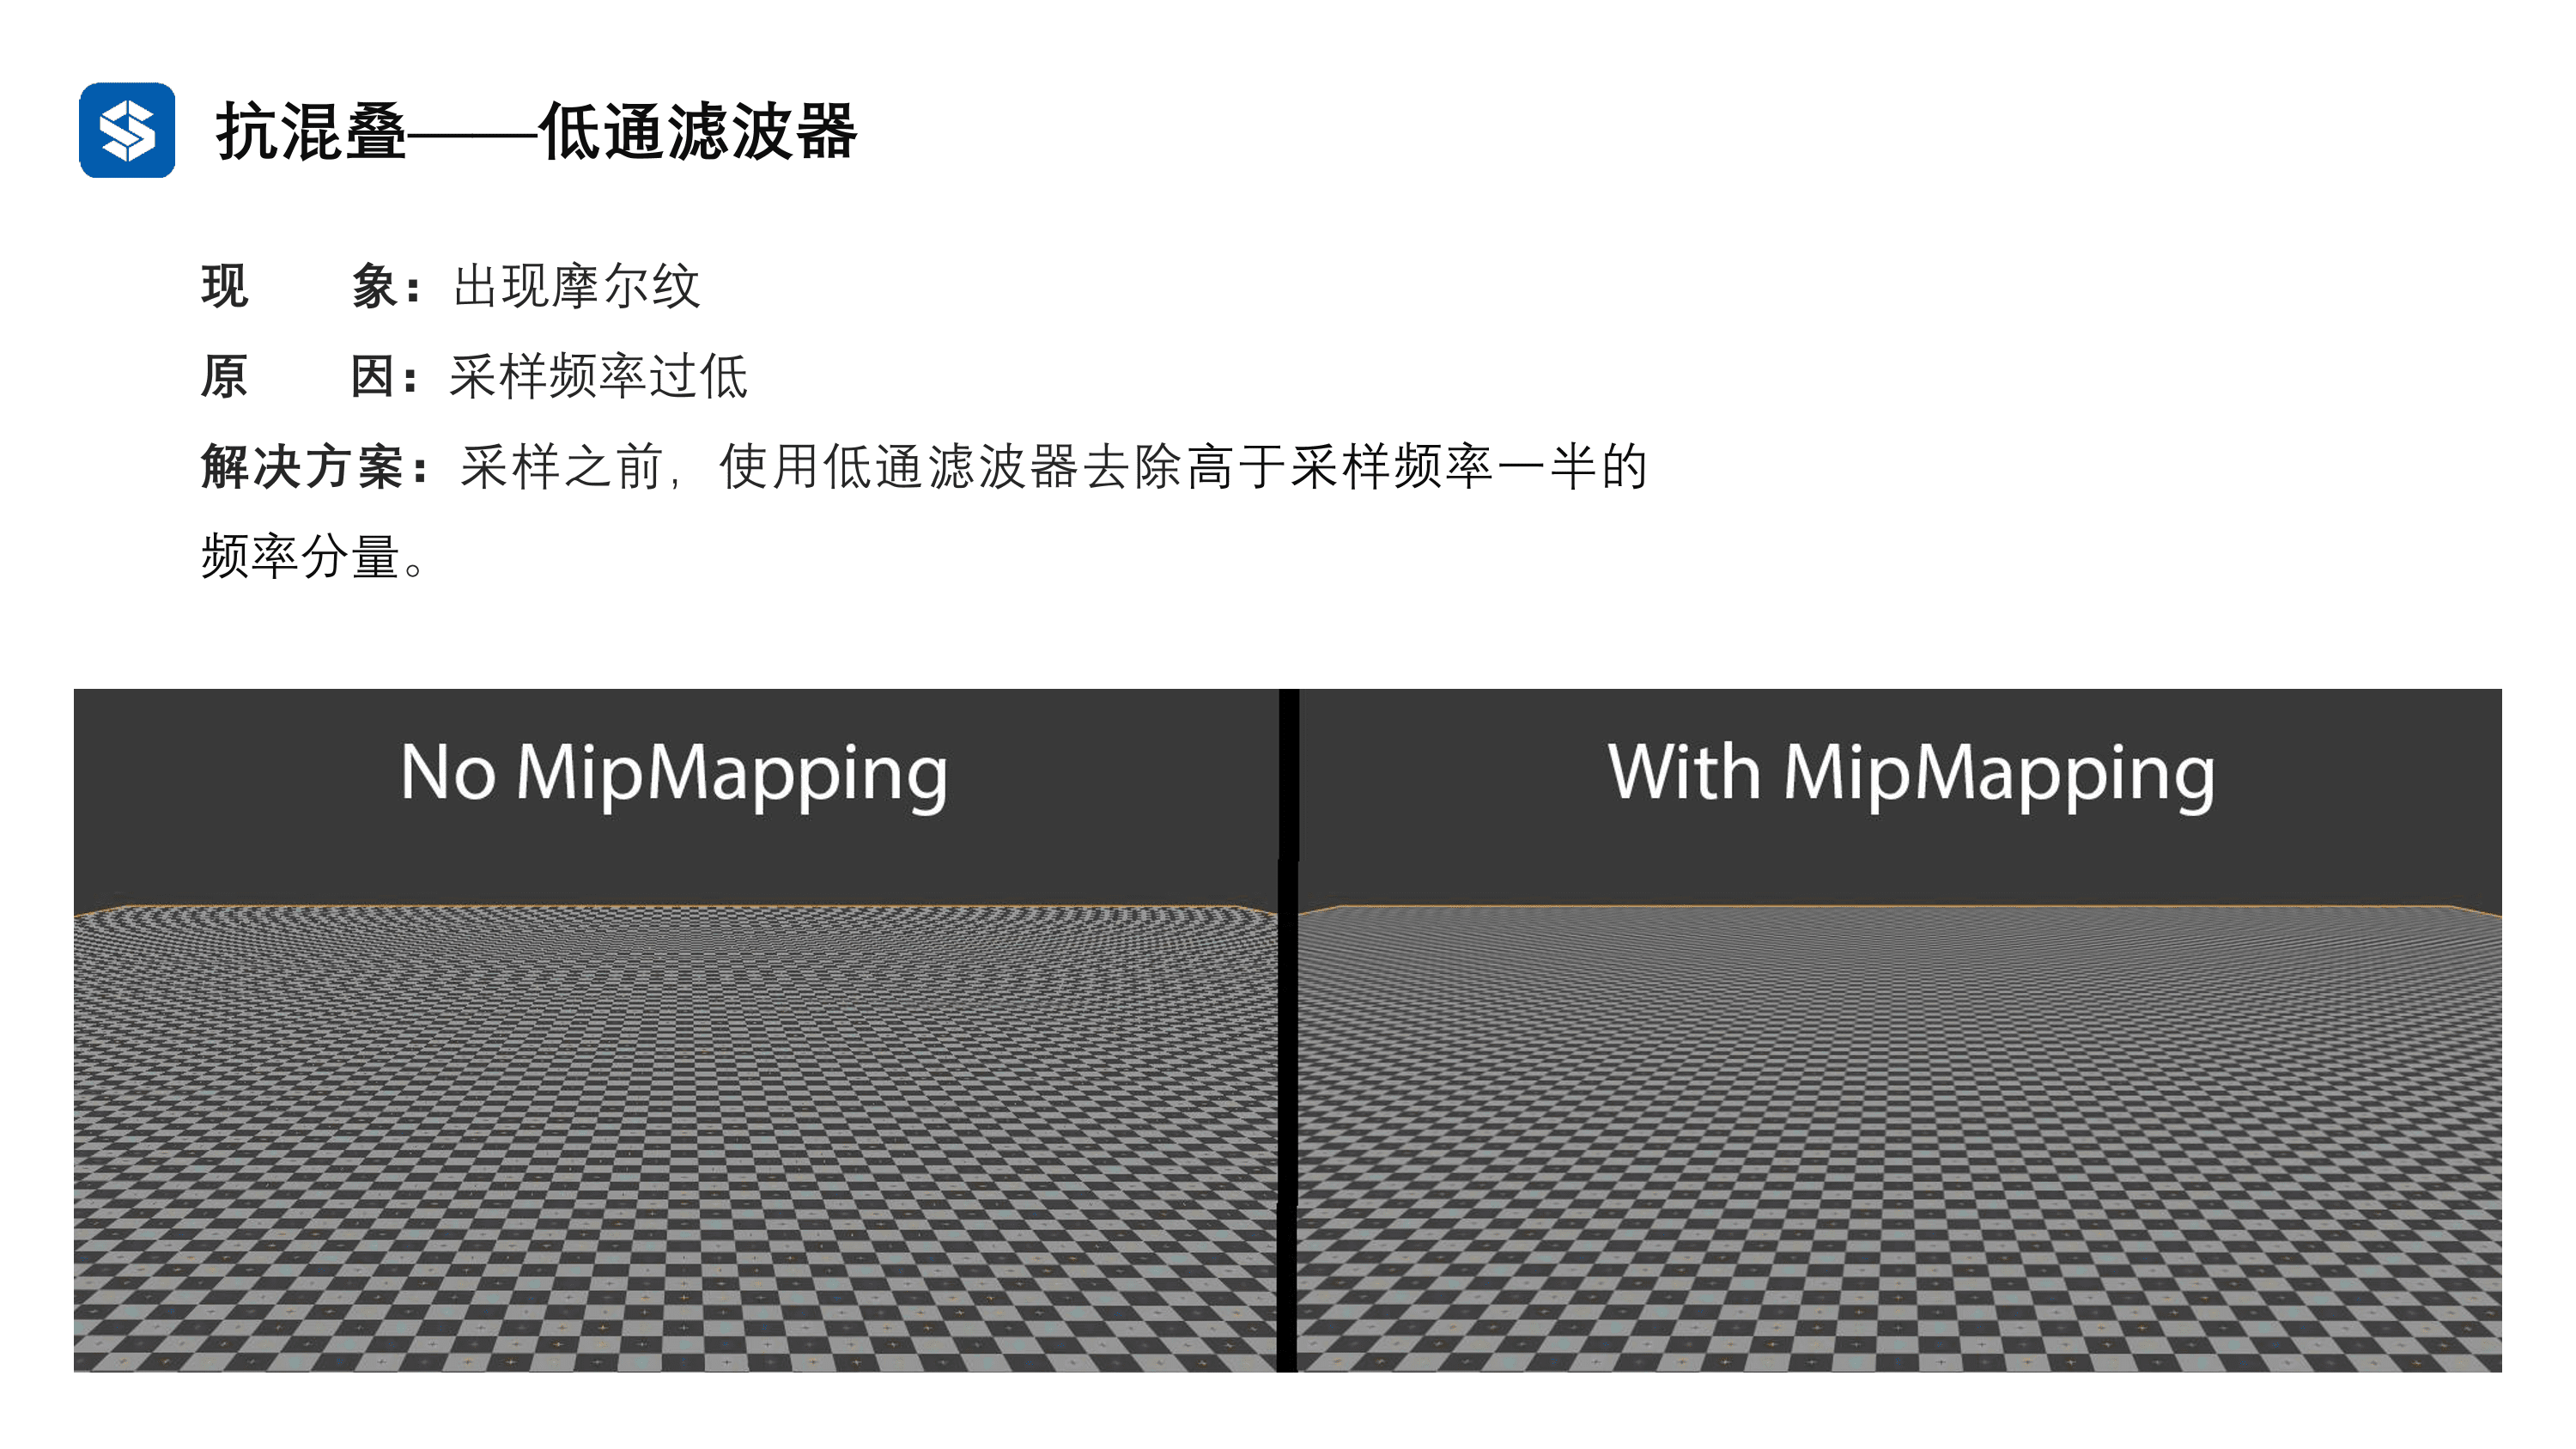 抗混叠——低通滤波器
现 象：出现摩尔纹
原 因：采样频率过低
解决方案：采样之前，使用低通滤波器去除高于采样频率一半的
频率分量。
No MipMapping
With MipMapping